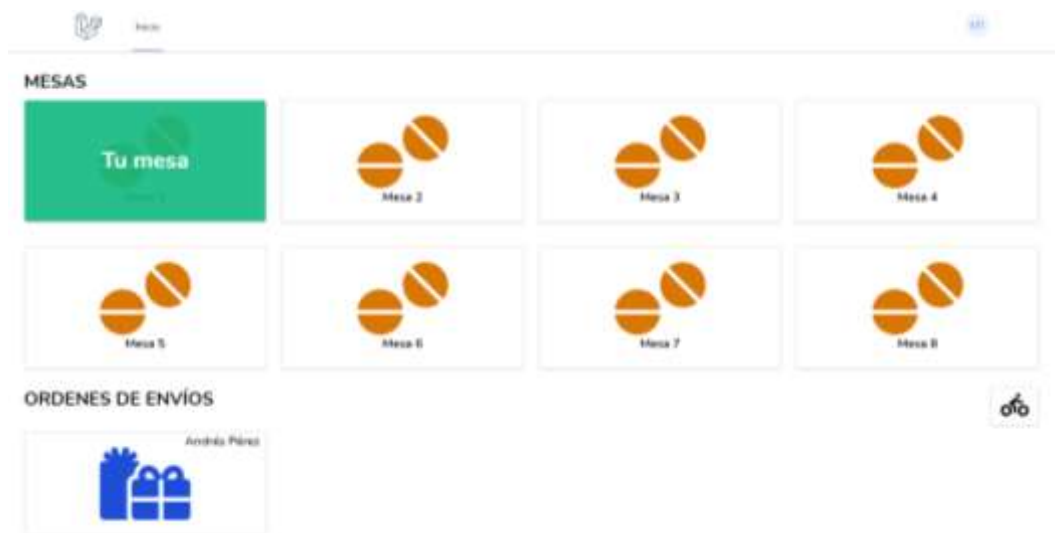 Inicio
MESAS
Tu mesa
Mesa 2
Mesa 3
Mesa 4
Mesa 5
Mesa 6
Mesa 7
Mesa 8
ORDENES DE ENVÍOS
Andrés Pérez